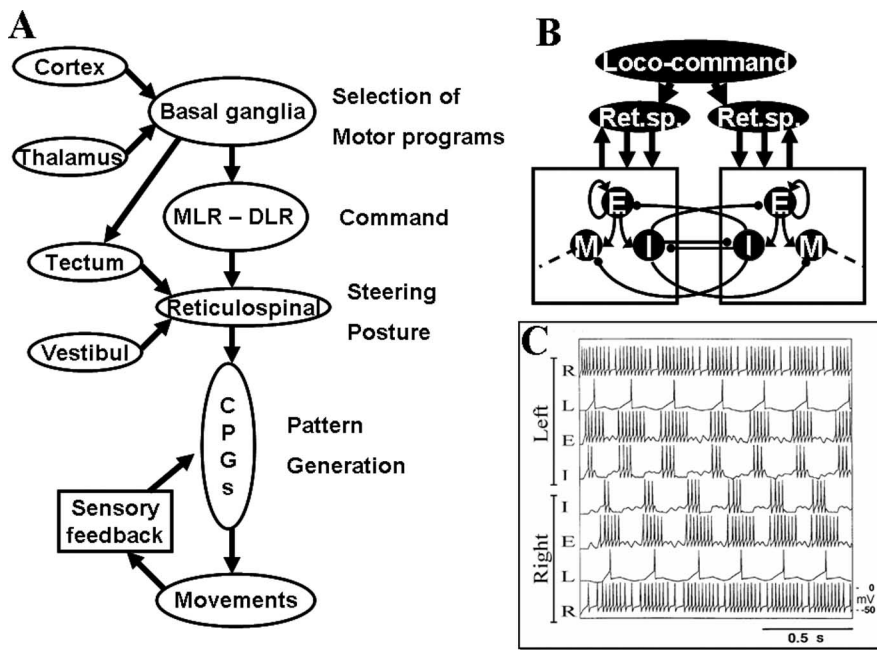 A
Cortex
Basal ganglia
Selection of
Motor programs
Thalamus
MLR – DLR
Command
Tectum
Reticulospinal
Steering
Posture
Vestibul
C
P
G
s
Pattern
Generation
Sensory
feedback
Movements
B
Loco-command
Ret.sp. Ret.sp.
E E
M I I M
C
Left
R
L
E
I
Right
I
E
L
R
0
mV
-50
0.5 s